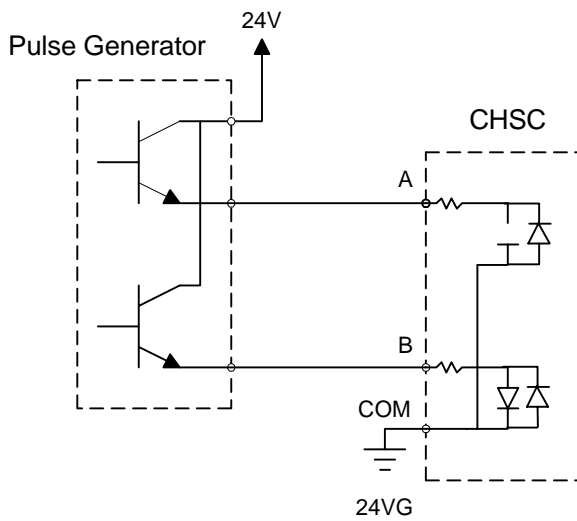 24V
Pulse Generator
CHSC
A
B
COM
24VG